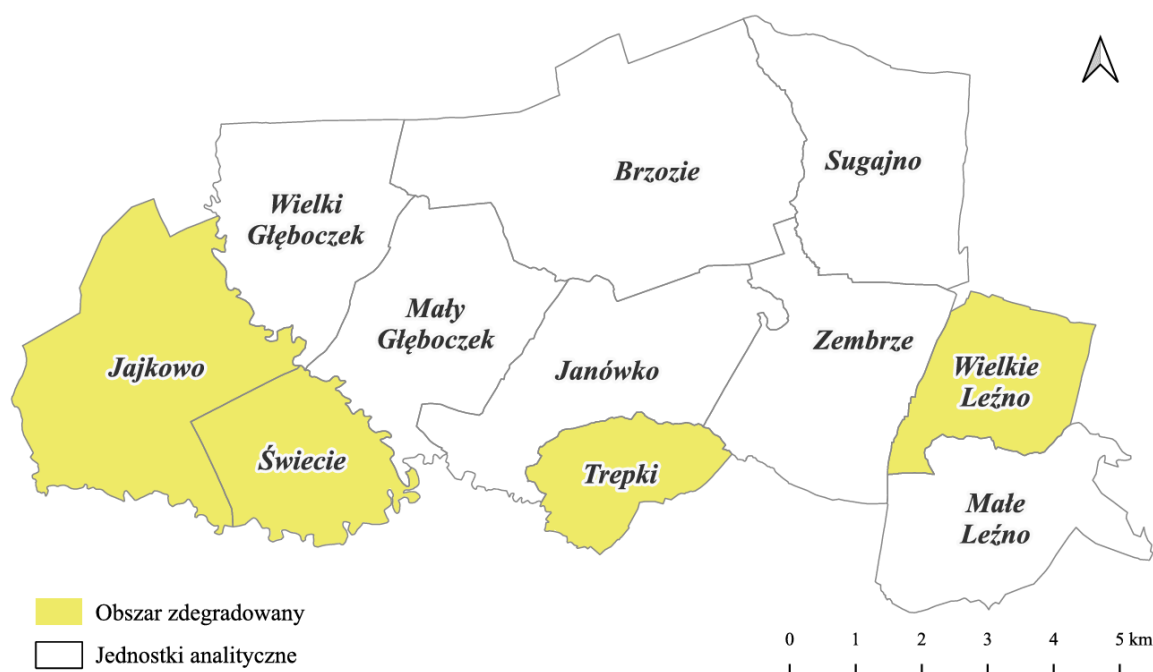 Brzozie
Sugajno
Wielki
Głęboczek
Mały
Głęboczek
Jajkowo
Janówko
Zembrze
Wielkie
Leźno
Świecie
Trepki
Małe
Leźno
Obszar zdegradowany
Jednostki analityczne
0 1 2 3 4 5 km